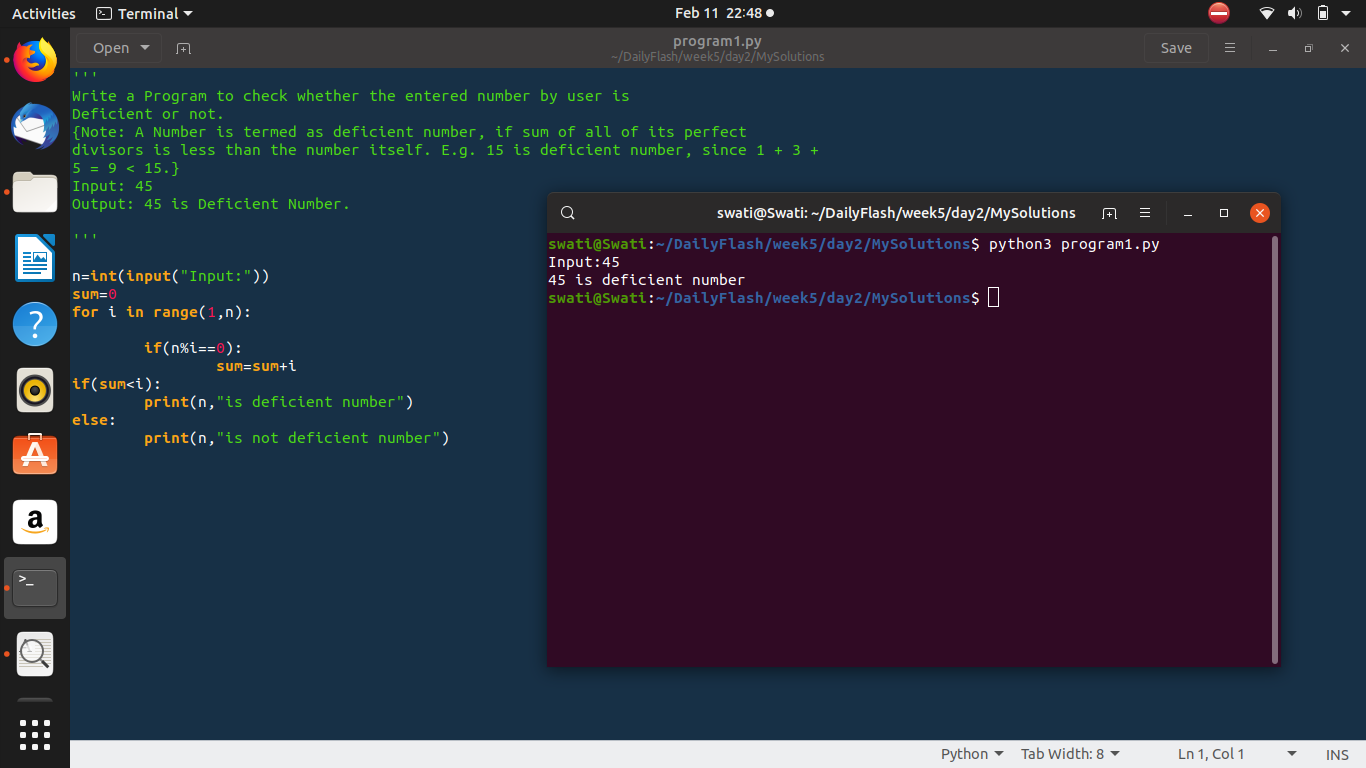 Activities Terminal Feb 11 22:48
Open program1.py Save
~/DailyFlash/week5/day2/MySolutions
'''
Write a Program to check whether the entered number by user is
Deficient or not.
{Note: A Number is termed as deficient number, if sum of all of its perfect
divisors is less than the number itself. E.g. 15 is deficient number, since 1 + 3 +
5 = 9 < 15.}
Input: 45
Output: 45 is Deficient Number.
'''
n=int(input("Input:"))
sum=0
for i in range(1,n):
if(n%i==0):
sum=sum+i
if(sum<i):
print(n,"is deficient number")
else:
print(n,"is not deficient number")
swati@Swati: ~/DailyFlash/week5/day2/MySolutions
swati@Swati:~/DailyFlash/week5/day2/MySolutions$ python3 program1.py
Input:45
45 is deficient number
swati@Swati:~/DailyFlash/week5/day2/MySolutions$
a
>_
Python Tab Width: 8 Ln 1, Col 1 INS